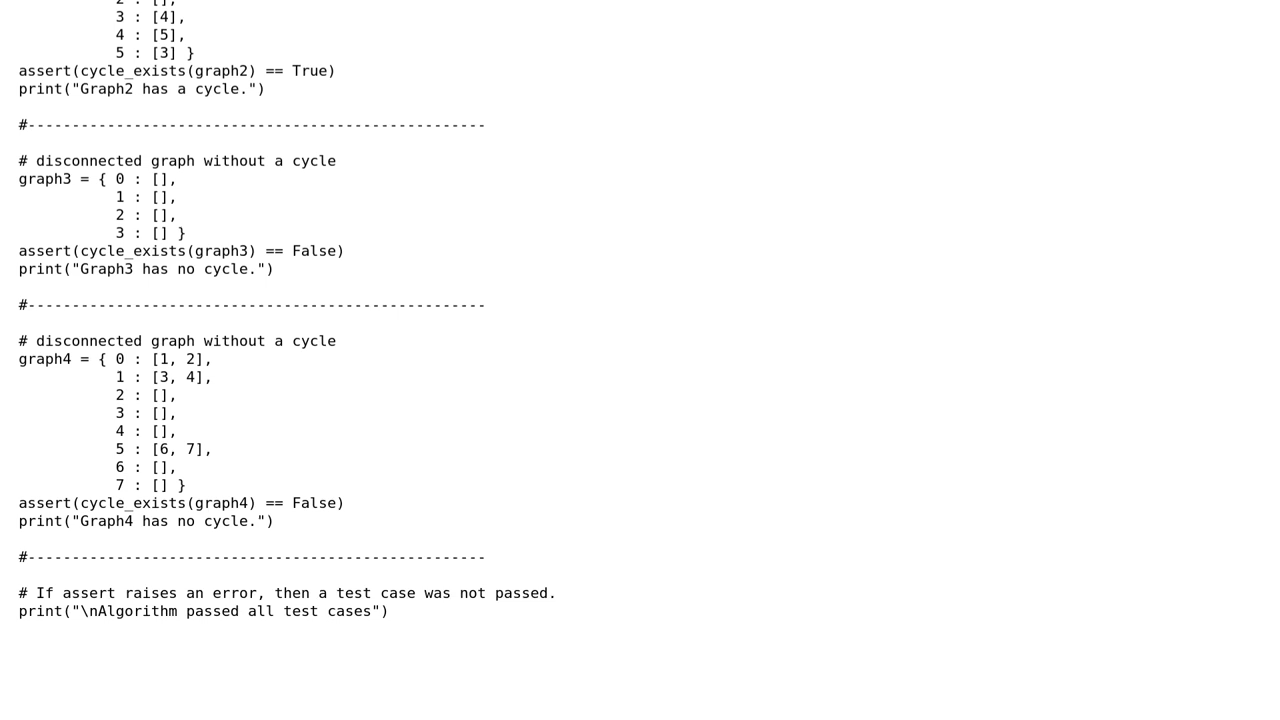 2 : [],
3 : [4],
4 : [5],
5 : [3] }
assert(cycle_exists(graph2) == True)
print("Graph2 has a cycle.")
#----------------------------------------------------
# disconnected graph without a cycle
graph3 = { 0 : [],
1 : [],
2 : [],
3 : [] }
assert(cycle_exists(graph3) == False)
print("Graph3 has no cycle.")
#----------------------------------------------------
# disconnected graph without a cycle
graph4 = { 0 : [1, 2],
1 : [3, 4],
2 : [],
3 : [],
4 : [],
5 : [6, 7],
6 : [],
7 : [] }
assert(cycle_exists(graph4) == False)
print("Graph4 has no cycle.")
#----------------------------------------------------
# If assert raises an error, then a test case was not passed.
print("\nAlgorithm passed all test cases")